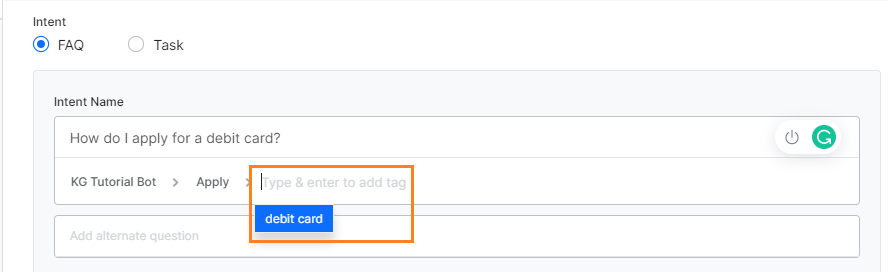 Intent
FAQ Task
Intent Name
How do I apply for a debit card?
KG Tutorial Bot > Apply > Type & enter to add tag
debit card
Add alternate question